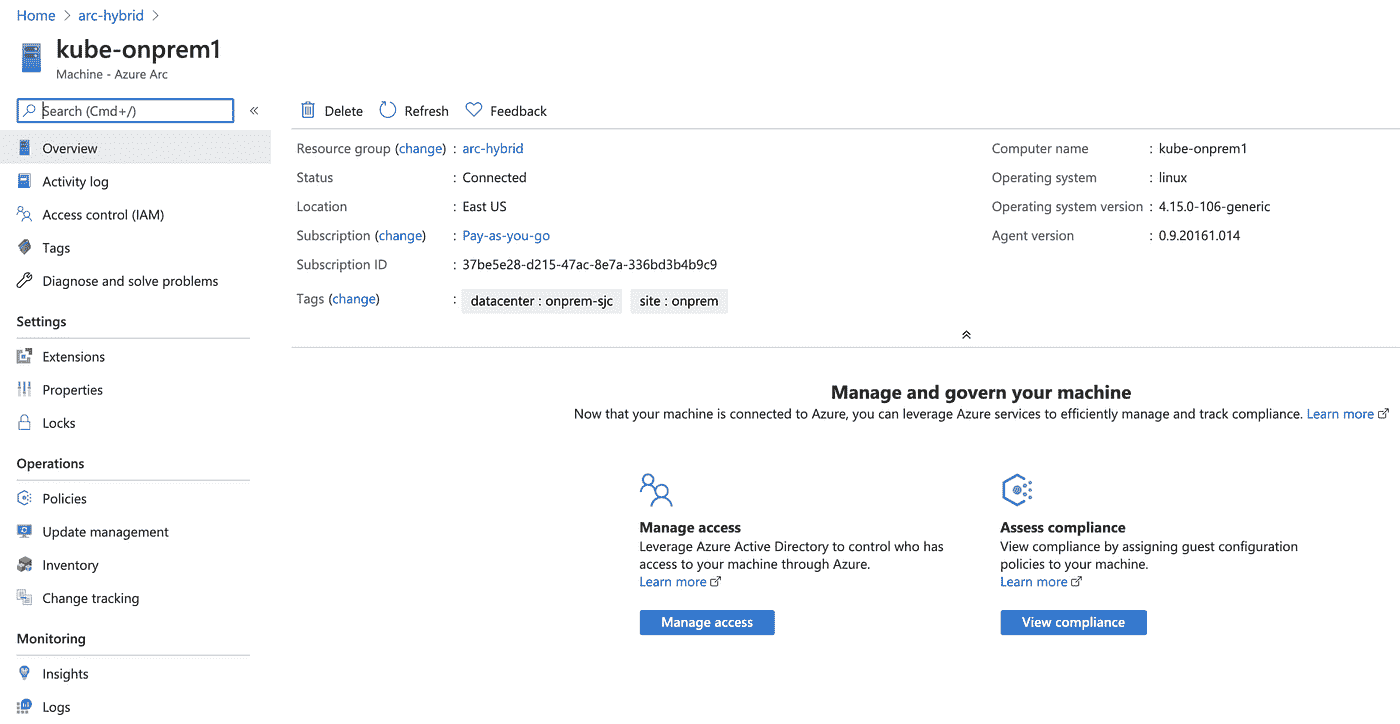 Home > arc-hybrid >
kube-onprem1
Machine - Azure Arc
Search (Cmd+/)
«
Overview
Activity log
Access control (IAM)
Tags
Diagnose and solve problems
Settings
Extensions
Properties
Locks
Operations
Policies
Update management
Inventory
Change tracking
Monitoring
Insights
Logs
Delete Refresh Feedback
Resource group (change) : arc-hybrid
Status : Connected
Location : East US
Subscription (change) : Pay-as-you-go
Subscription ID : 37be5e28-d215-47ac-8e7a-336bd3b4b9c9
Tags (change) : datacenter : onprem-sjc site : onprem
Computer name : kube-onprem1
Operating system : linux
Operating system version : 4.15.0-106-generic
Agent version : 0.9.20161.014
Manage and govern your machine
Now that your machine is connected to Azure, you can leverage Azure services to efficiently manage and track compliance. Learn more
Manage access
Leverage Azure Active Directory to control who has
access to your machine through Azure.
Learn more
Manage access
Assess compliance
View compliance by assigning guest configuration
policies to your machine.
Learn more
View compliance